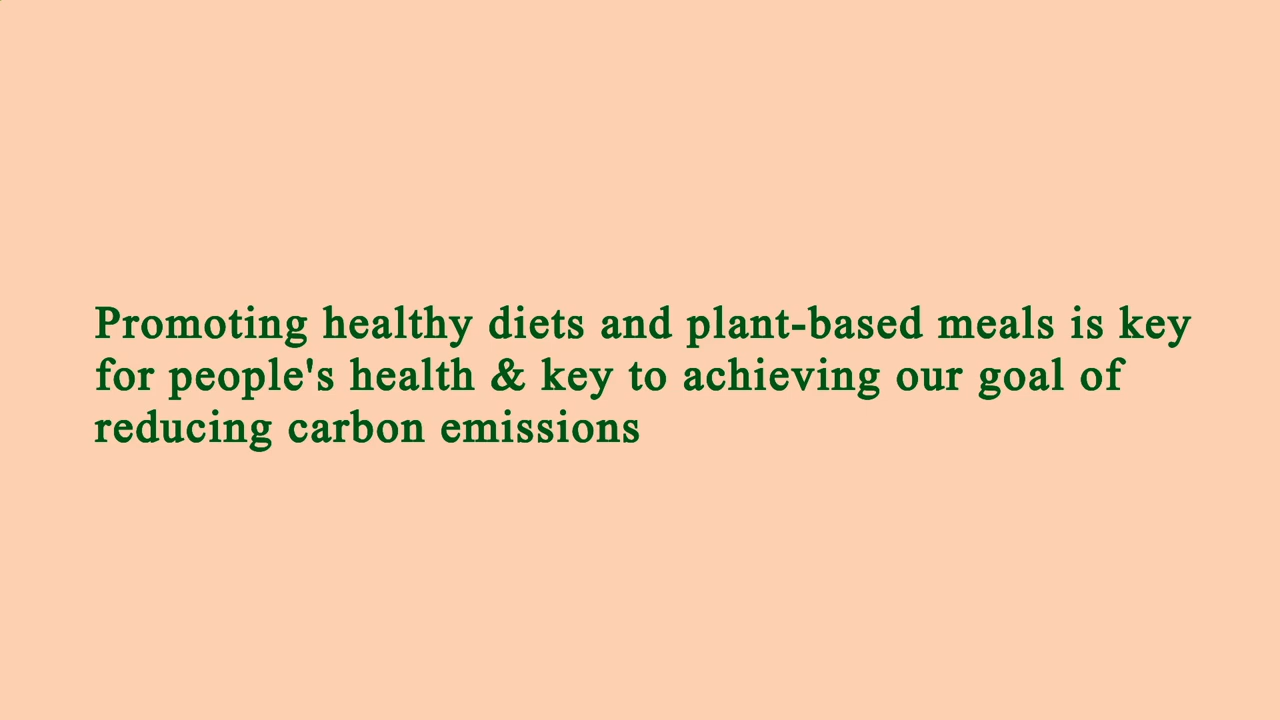 Promoting healthy diets and plant-based meals is key
for people's health & key to achieving our goal of
reducing carbon emissions